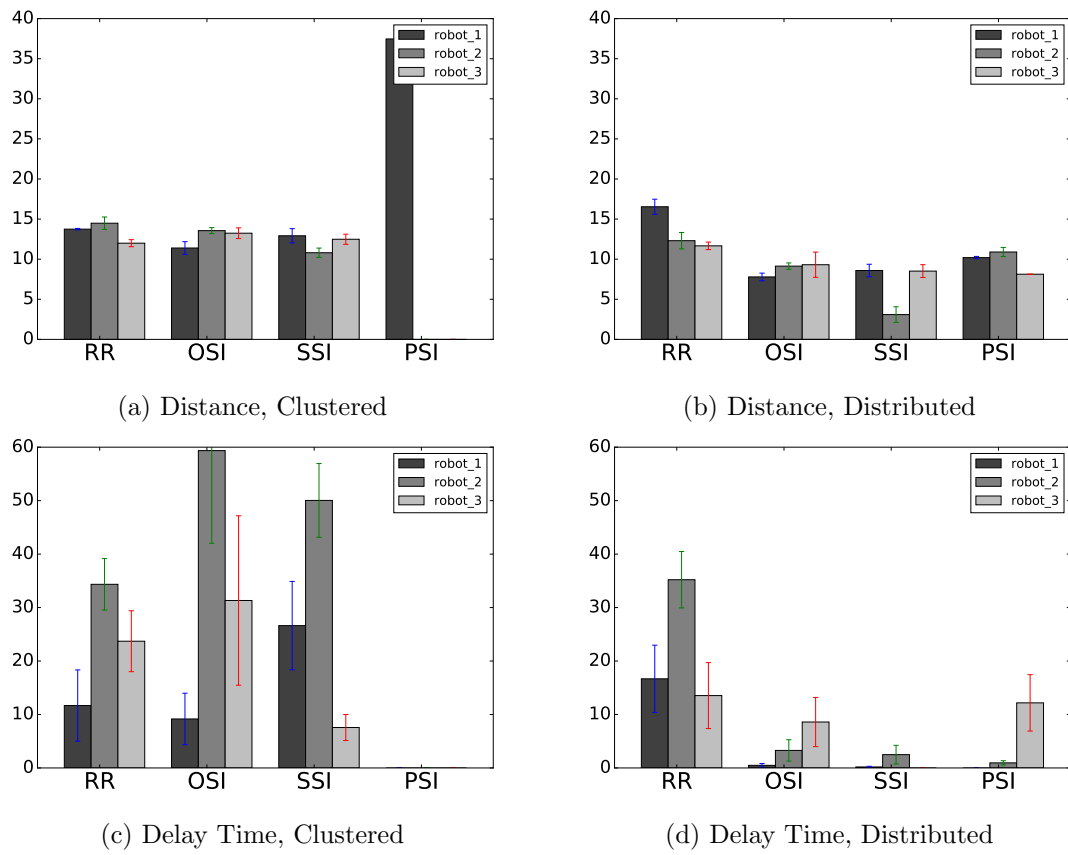 40
35
30
25
20
15
10
5
0
robot_1
robot_2
robot_3
RR OSI SSI PSI
(a) Distance, Clustered
40
35
30
25
20
15
10
5
0
robot_1
robot_2
robot_3
RR OSI SSI PSI
(b) Distance, Distributed
60
50
40
30
20
10
0
robot_1
robot_2
robot_3
RR OSI SSI PSI
(c) Delay Time, Clustered
60
50
40
30
20
10
0
robot_1
robot_2
robot_3
RR OSI SSI PSI
(d) Delay Time, Distributed